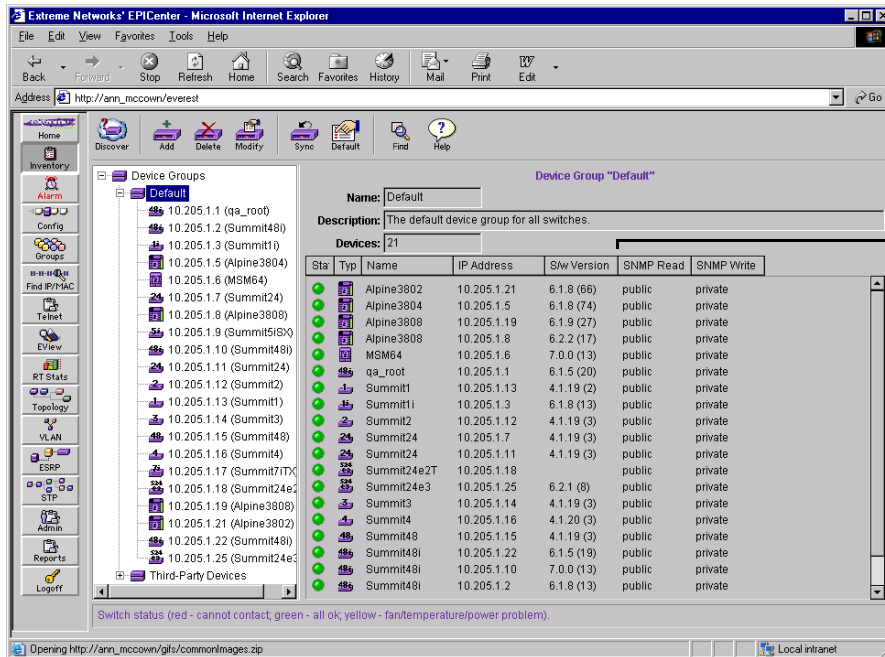 Extreme Networks' EPICenter - Microsoft Internet Explorer
File Edit View Favorites Tools Help
Back Forward Stop Refresh Home Search Favorites History Mail Print Edit
Address http://ann_mccown/everest Go
Home
Inventory
Alarm
Config
Groups
Find IP/MAC
Telnet
EView
RT Stats
Topology
VLAN
ESRP
STP
Admin
Reports
Logoff
Discover Add Delete Modify Sync Default Find Help
Device Groups
Default
10.205.1.1 (qa_root)
10.205.1.2 (Summit48i)
10.205.1.3 (Summit1i)
10.205.1.5 (Alpine3804)
10.205.1.6 (MSM64)
10.205.1.7 (Summit24)
10.205.1.8 (Alpine3808)
10.205.1.9 (Summit5iSX)
10.205.1.10 (Summit48i)
10.205.1.11 (Summit24)
10.205.1.12 (Summit2)
10.205.1.13 (Summit1)
10.205.1.14 (Summit3)
10.205.1.15 (Summit48)
10.205.1.16 (Summit4)
10.205.1.17 (Summit7iTX
10.205.1.18 (Summit24e2
10.205.1.19 (Alpine3808)
10.205.1.21 (Alpine3802)
10.205.1.22 (Summit48i)
10.205.1.25 (Summit24e3
Third-Party Devices
Device Group "Default"
Name: Default
Description: The default device group for all switches.
Devices: 21
Sta Typ Name IP Address S/w Version SNMP Read SNMP Write
Alpine3802 10.205.1.21 6.1.8 (66) public private
Alpine3804 10.205.1.5 6.1.8 (74) public private
Alpine3808 10.205.1.19 6.1.9 (27) public private
Alpine3808 10.205.1.8 6.2.2 (17) public private
MSM64 10.205.1.6 7.0.0 (13) public private
qa_root 10.205.1.1 6.1.5 (20) public private
Summit1 10.205.1.13 4.1.19 (2) public private
Summit1i 10.205.1.3 6.1.8 (13) public private
Summit2 10.205.1.12 4.1.19 (3) public private
Summit24 10.205.1.7 4.1.19 (3) public private
Summit24 10.205.1.11 4.1.19 (3) public private
Summit24e2T 10.205.1.18 public private
Summit24e3 10.205.1.25 6.2.1 (8) public private
Summit3 10.205.1.14 4.1.19 (3) public private
Summit4 10.205.1.16 4.1.20 (3) public private
Summit48 10.205.1.15 4.1.19 (3) public private
Summit48i 10.205.1.22 6.1.5 (19) public private
Summit48i 10.205.1.10 7.0.0 (13) public private
Summit48i 10.205.1.2 6.1.8 (13) public private
Switch status (red - cannot contact; green - all ok; yellow - fan/temperature/power problem).
Opening http://ann_mccown/gifs/commonImages.zip Local intranet